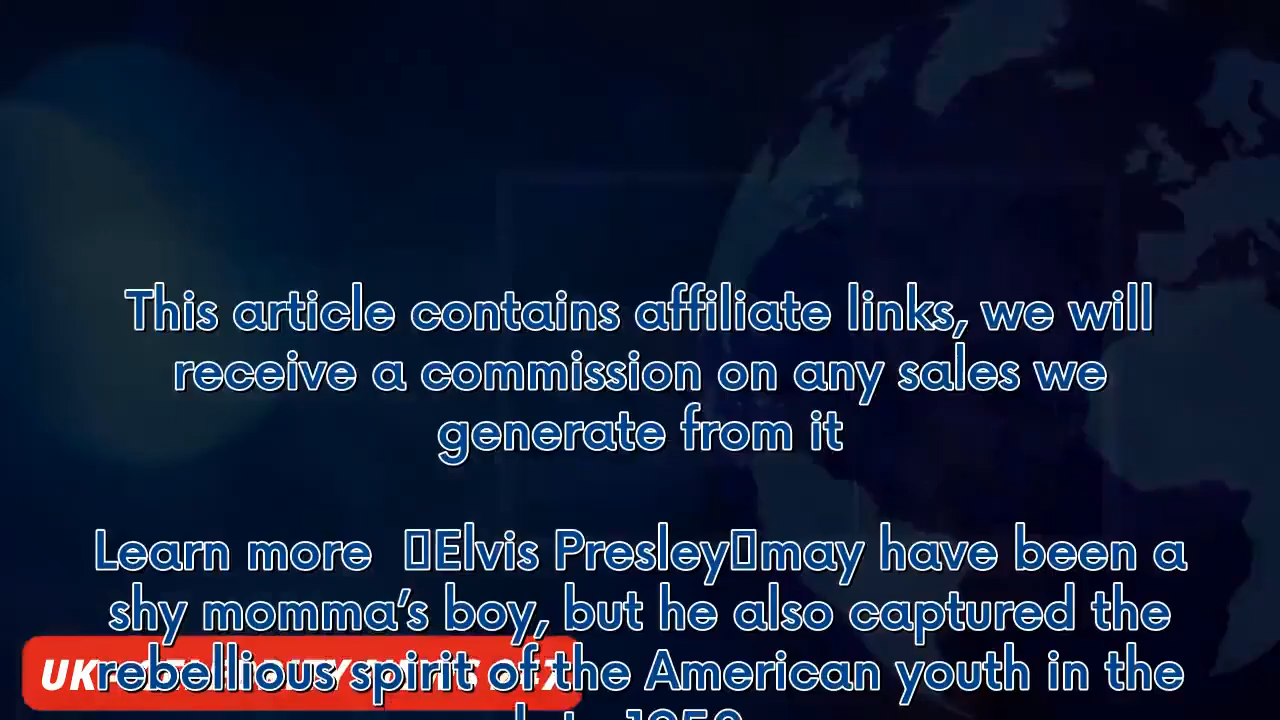 This article contains affiliate links, we will
receive a commission on any sales we
generate from it
Learn more Elvis Presley may have been a
shy momma’s boy, but he also captured the
rebellious spirit of the American youth in the
UK